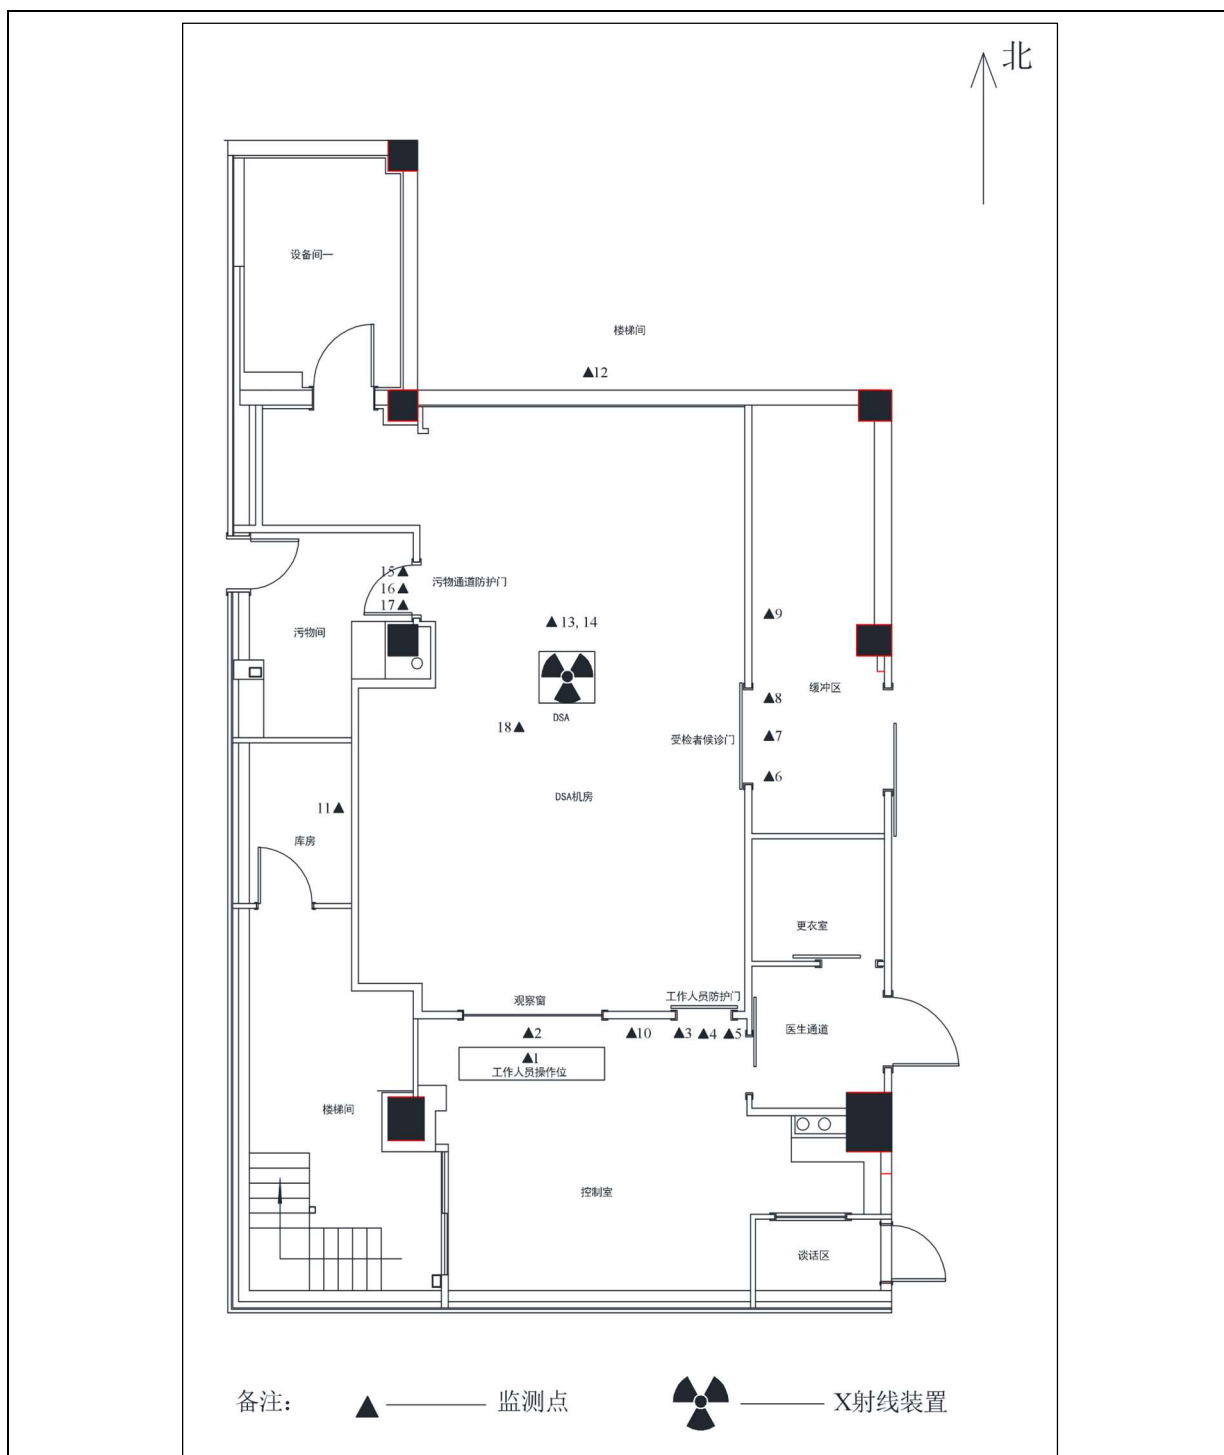 北
设备间一
楼梯间
▲12
15▲
16▲
17▲
污物通道防护门
污物间
▲13, 14
▲9
缓冲区
▲8
DSA
18▲
受检者候诊门
▲7
▲6
DSA机房
11▲
库房
更衣室
观察窗
工作人员防护门
▲2
▲10
▲3
▲4
▲5
医生通道
▲1
工作人员操作位
楼梯间
控制室
谈话区
备注：
▲——监测点
——X射线装置